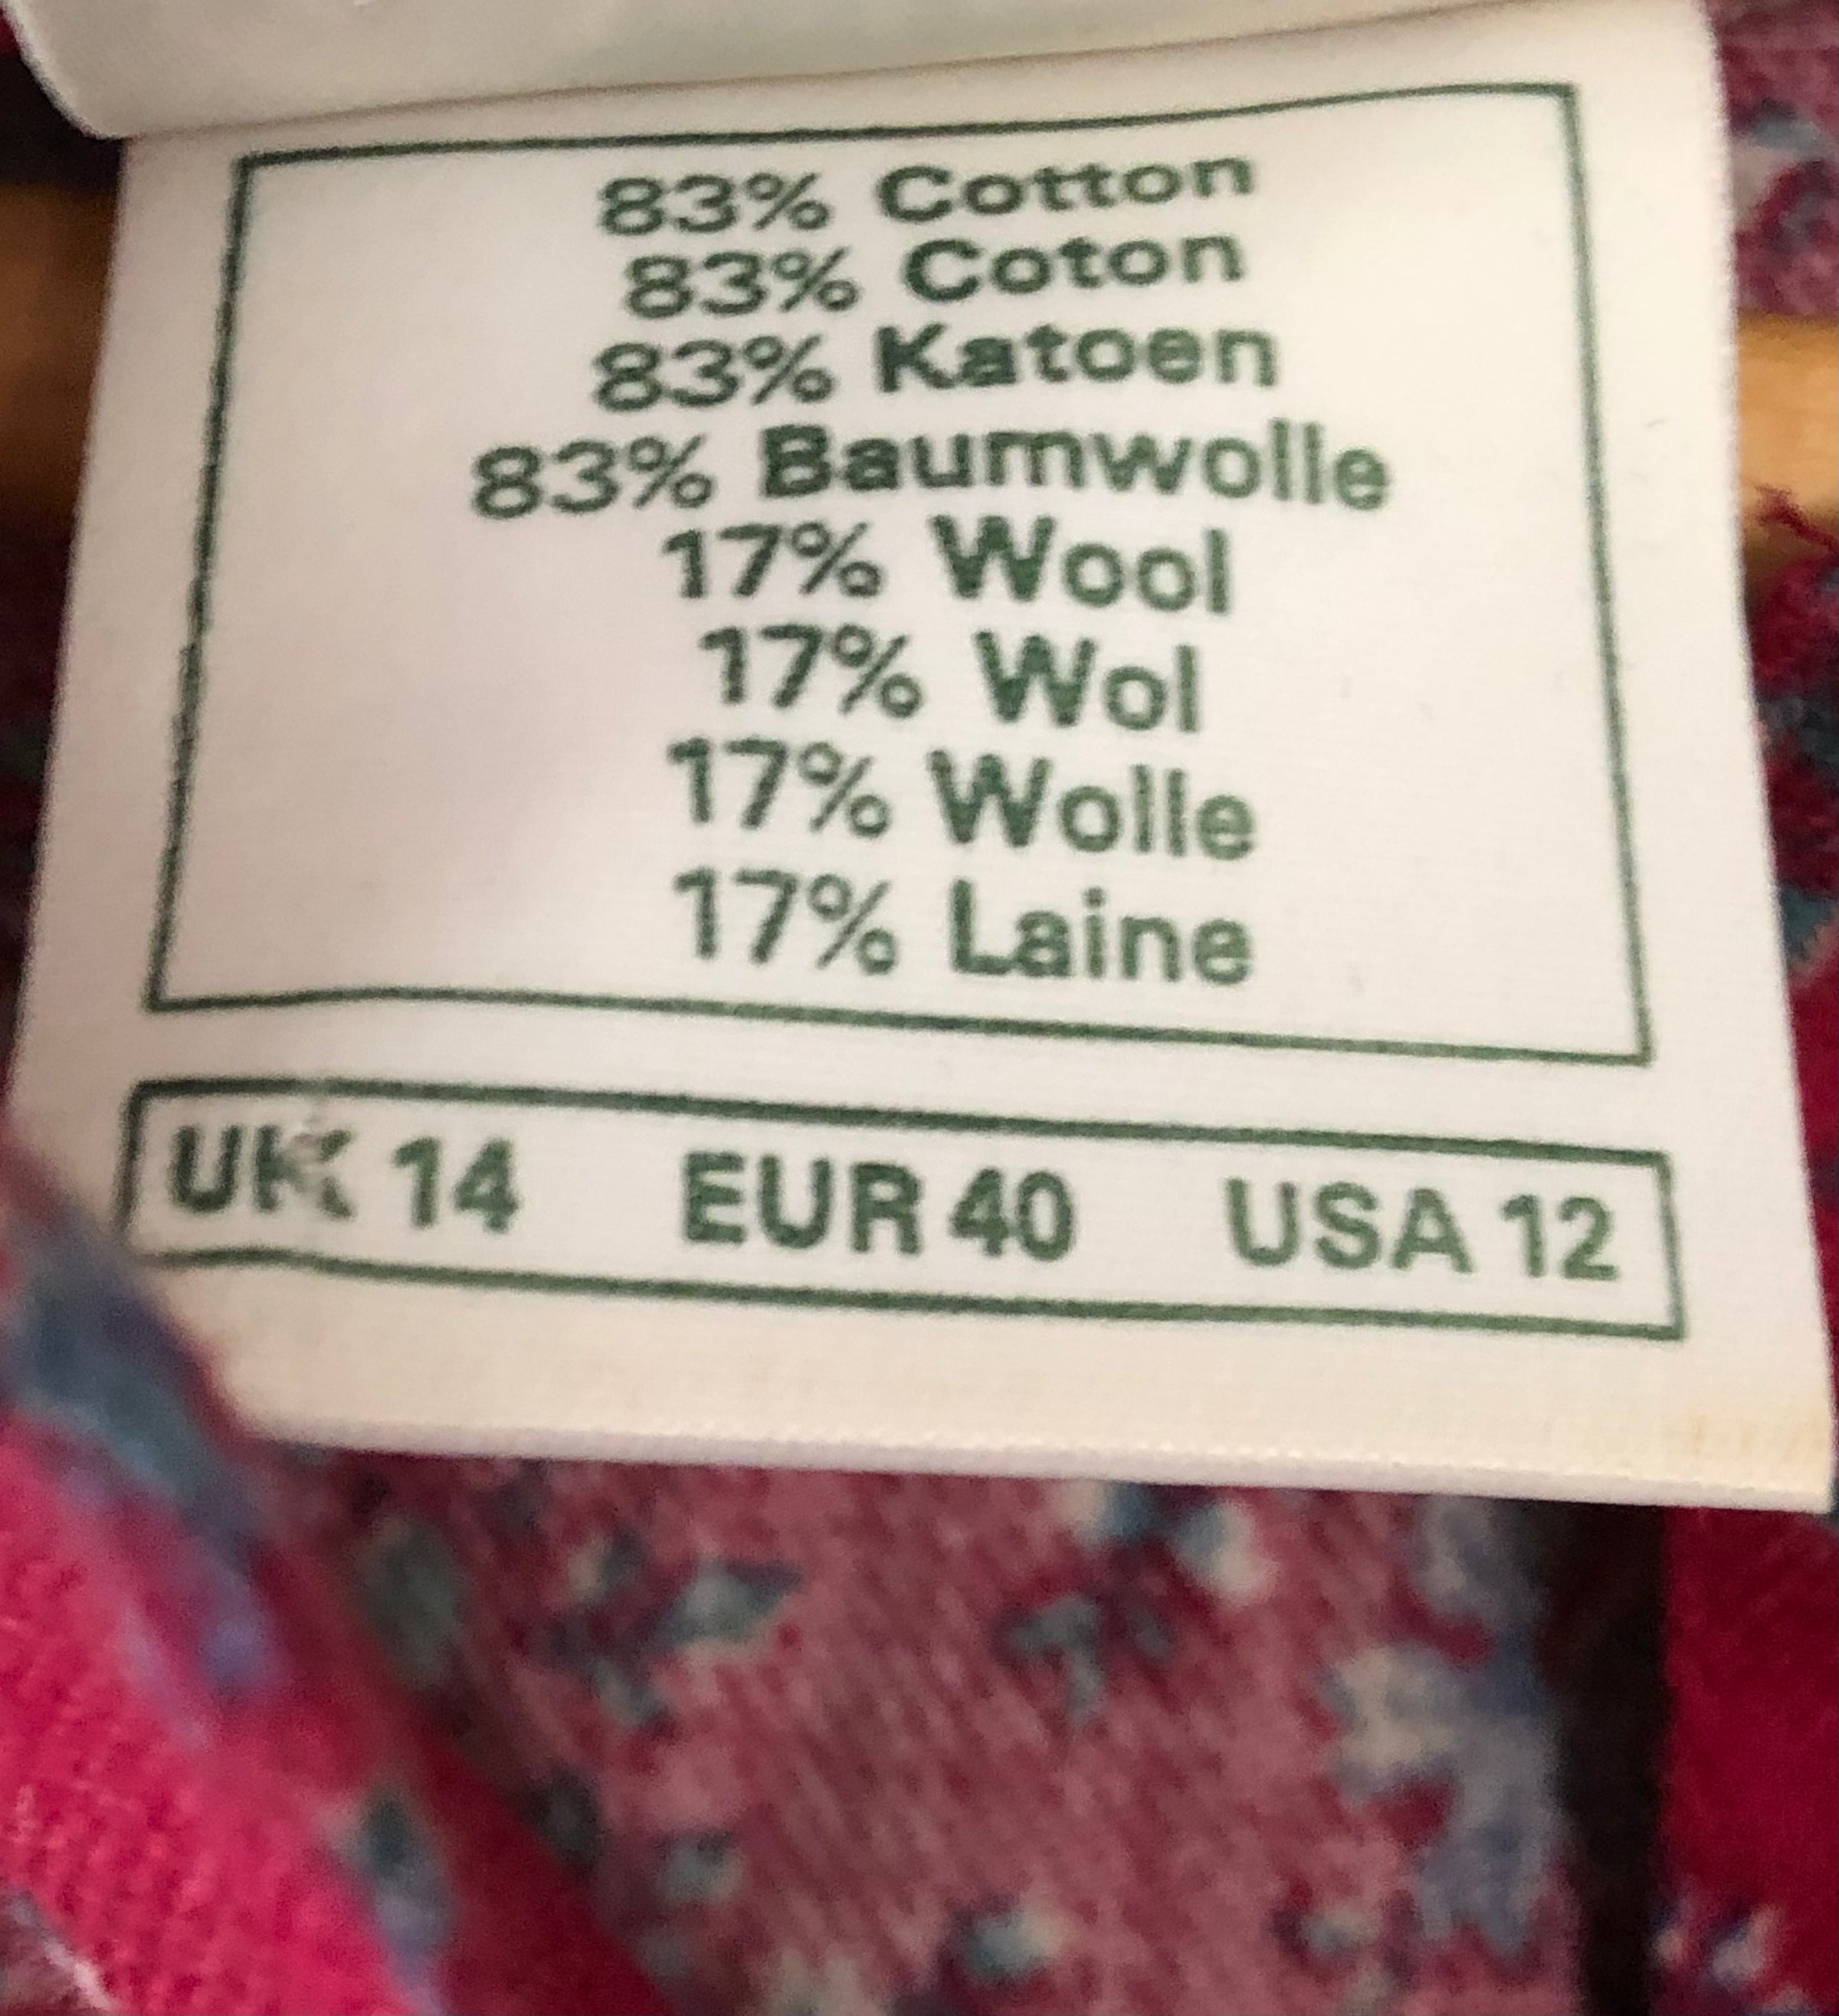 83% Cotton
83% Coton
83% Katoen
83% Baumwolle
17% Wool
17% Wol
17% Wolle
17% Laine
UK 14 EUR 40 USA 12